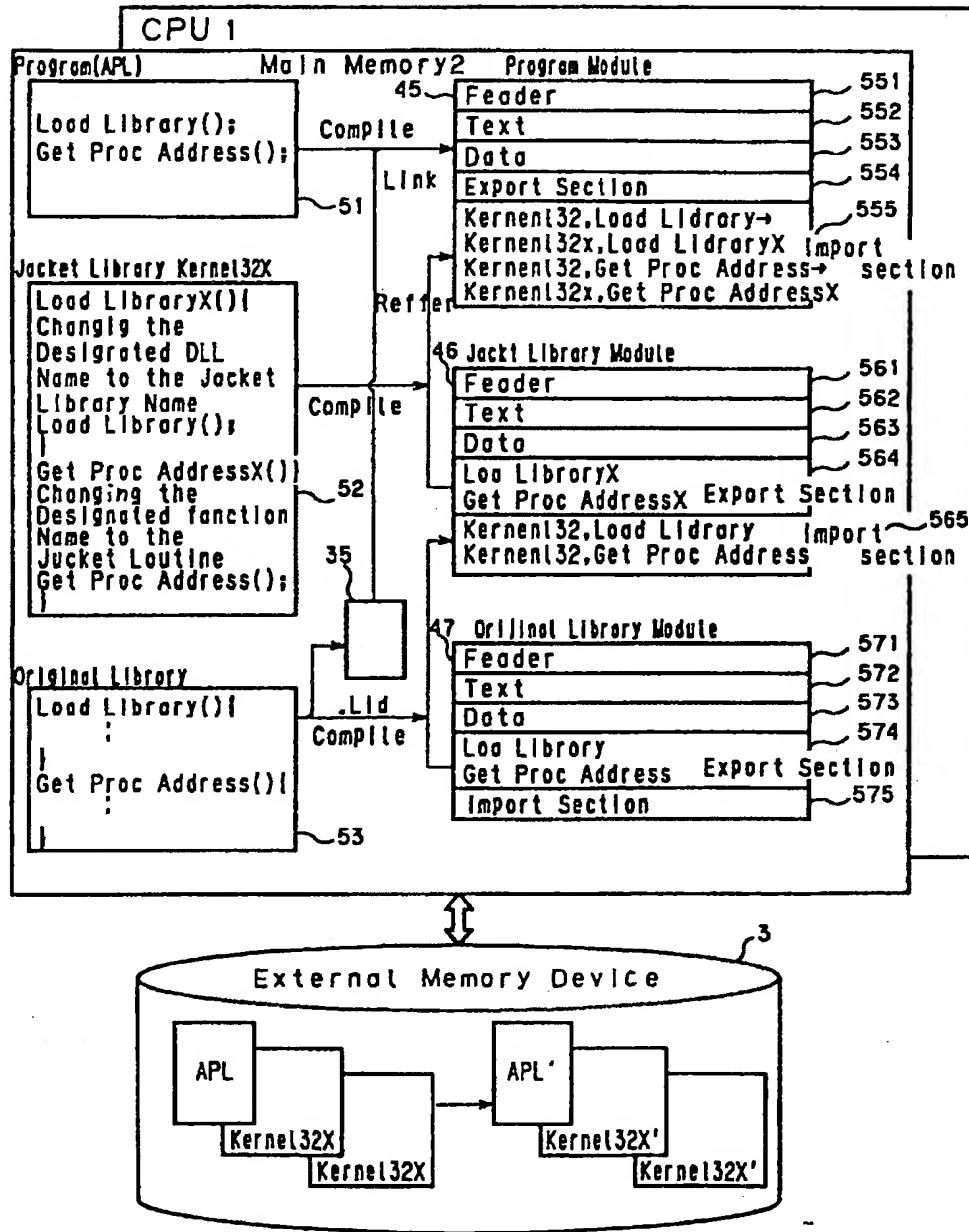 CPU 1
Program(APL)
Main Memory2
Program Module
Load Library();
Get Proc Address();
51
Compile
Link
45
Feader
551
Text
552
Data
553
Export Section
554
Kernenl32,Load Lidrary→
Kernenl32x,Load LidraryX
Kernenl32,Get Proc Address→
Kernenl32x,Get Proc AddressX
555
Import
section
Jacket Library Kernel32X
Load LibraryX(){
Changig the
Designated DLL
Name to the Jacket
Library Name
Load Library();
}
Get Proc AddressX()
Changing the
Designated fanction
Name to the
Jucket Loutine
Get Proc Address();
}
52
Reffer
Compile
46
Jackt Library Module
Feader
561
Text
562
Data
563
Loa LibraryX
Get Proc AddressX
564
Export Section
Kernenl32,Load Lidrary
Kernenl32,Get Proc Address
Import
section
565
35
Original Library
Load Library(){
:
}
Get Proc Address(){
:
}
53
.Lid
Compile
47
Orijinal Library Module
Feader
571
Text
572
Data
573
Loa Library
Get Proc Address
574
Export Section
Import Section
575
3
External Memory Device
APL
Kernel32X
Kernel32X
APL'
Kernel32X'
Kernel32X'